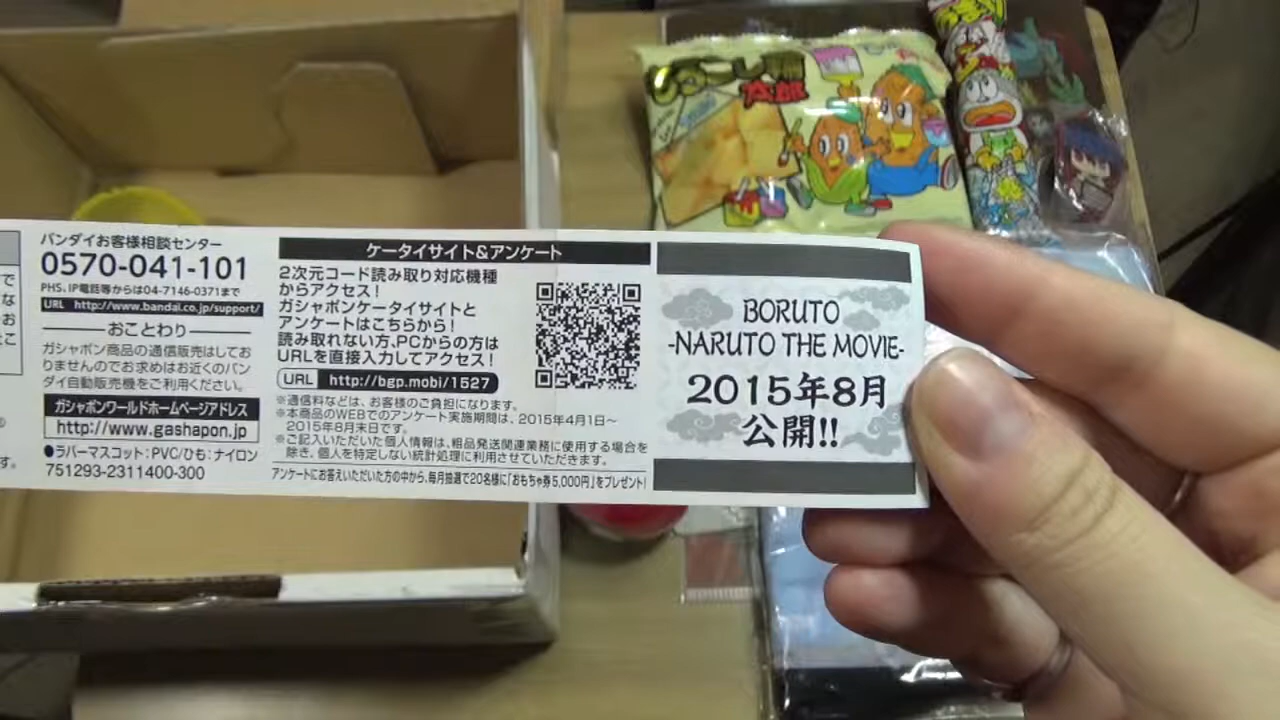 バンダイお客様相談センター
0570-041-101
PHS、IP電話等からは04-7146-0371まで
URL http://www.bandai.co.jp/support/
おことわり
ガシャポン商品の通信販売はしてお
りませんのでお求めはお近くのバン
ダイ自動販売機をご利用ください。
ガシャポンワールドホームページアドレス
http://www.gashapon.jp
●ラバーマスコット:PVC/ひも:ナイロン
751293-2311400-300
ケータイサイト&アンケート
2次元コード読み取り対応機種
からアクセス!
ガシャポンケータイサイトと
アンケートはこちらから!
読み取れない方、PCからの方は
URLを直接入力してアクセス!
URL http://bgp.mobi/1527
※通信料などは、お客様のご負担になります。
※本商品のWEBでのアンケート実施期間は、2015年4月1日~
2015年8月末日です。
※ご記入いただいた個人情報は、粗品発送関連業務に使用する場合を
除き、個人を特定しない統計処理に利用させていただきます。
アンケートにお答えいただいた方の中から、毎月抽選で20名様に「おもちゃ券5,000円」をプレゼント!
BORUTO
-NARUTO THE MOVIE-
2015年8月
公開!!
太郎